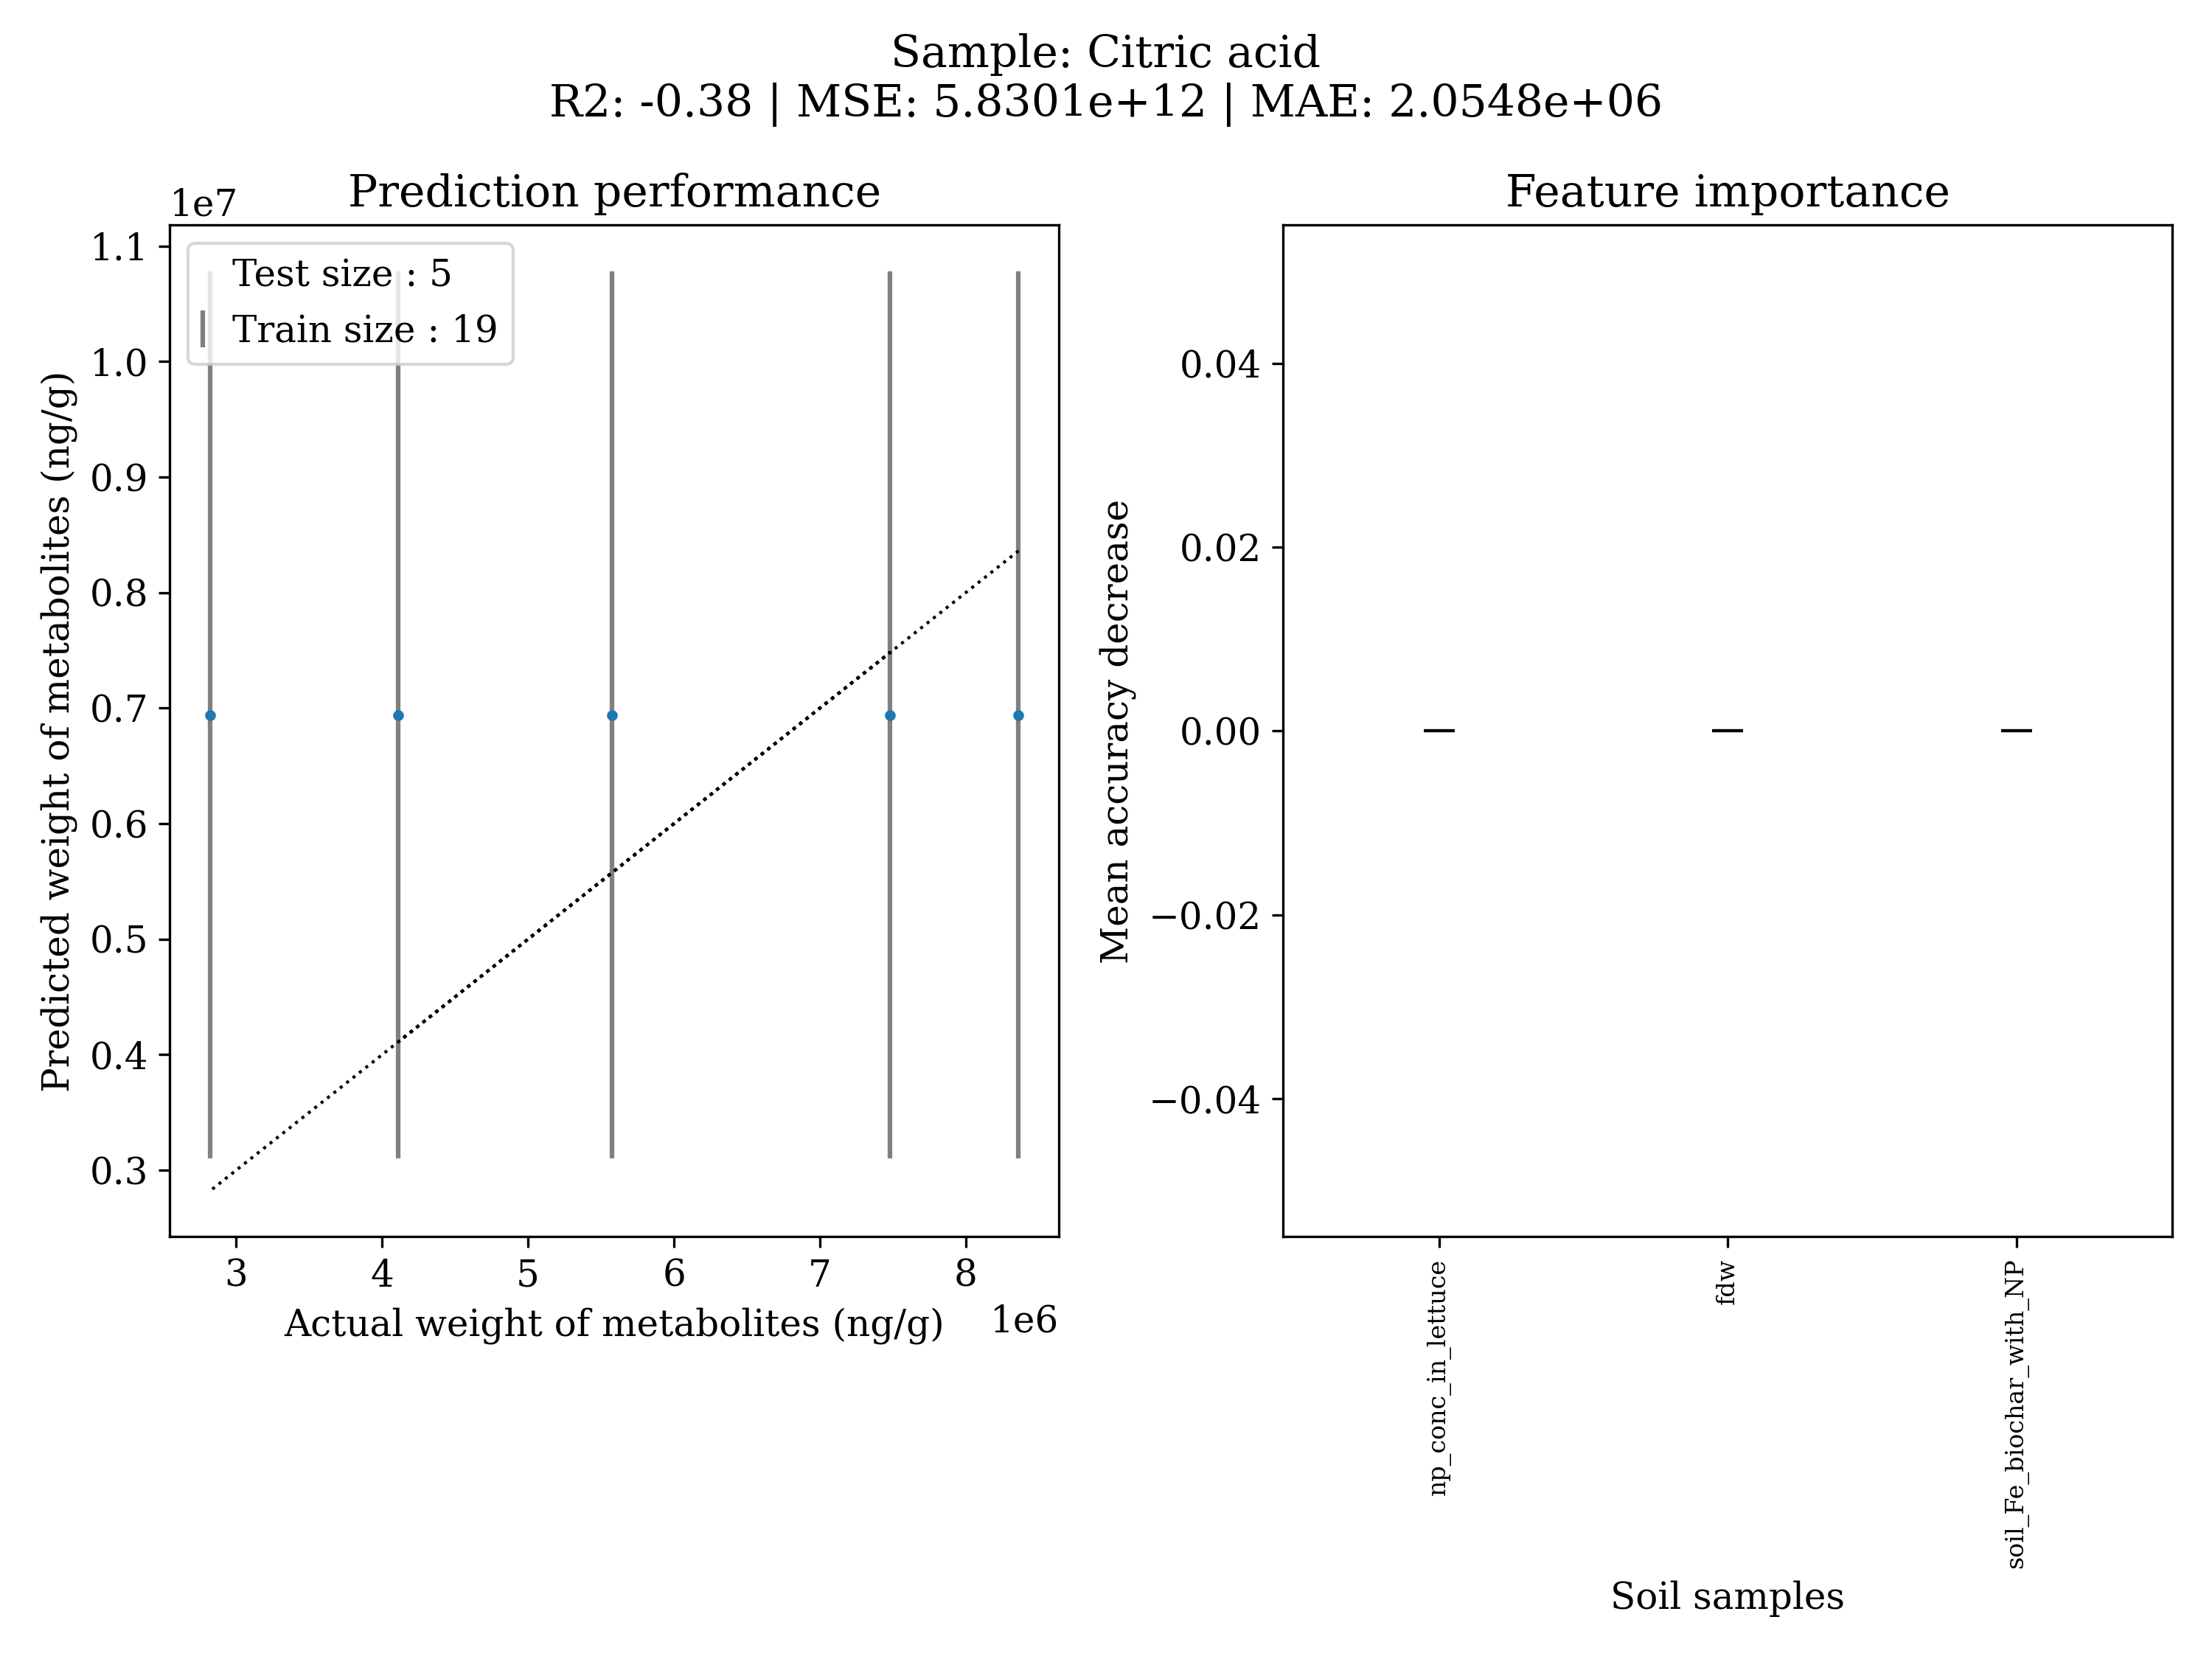 Sample: Citric acid
R2: -0.38 | MSE: 5.8301e+12 | MAE: 2.0548e+06
Prediction performance
1e7
Test size : 5
Train size : 19
1.1
1.0
0.9
0.8
0.7
0.6
0.5
0.4
0.3
Predicted weight of metabolites (ng/g)
3 4 5 6 7 8
Actual weight of metabolites (ng/g)
1e6
Feature importance
0.04
0.02
0.00
−0.02
−0.04
Mean accuracy decrease
np_conc_in_lettuce
fdw
soil_Fe_biochar_with_NP
Soil samples